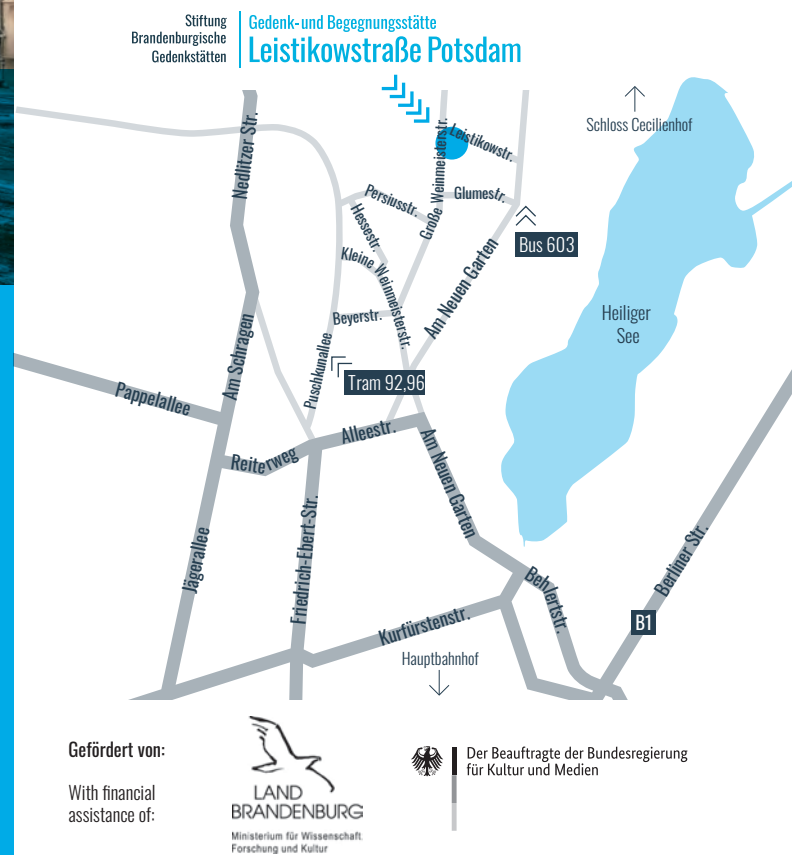 Stiftung
Brandenburgische
Gedenkstätten
Gedenk-und Begegnungsstätte
Leistikowstraße Potsdam
Schloss Cecilienhof
Nedlitzer Str.
Große Weinmeisterstr.
Leistikowstr.
Persiusstr.
Glumestr.
Hessestr.
Bus 603
Kleine Weinmeisterstr.
Am Neuen Garten
Beyerstr.
Heiliger
See
Am Schragen
Puschkinallee
Tram 92,96
Pappelallee
Alleestr.
Reiterweg
Am Neuen Garten
Jägerallee
Friedrich-Ebert-Str.
Behlertstr.
Berliner Str.
Kurfürstenstr.
B1
Hauptbahnhof
Gefördert von:
With financial
assistance of:
LAND
BRANDENBURG
Ministerium für Wissenschaft
Forschung und Kultur
Der Beauftragte der Bundesregierung
für Kultur und Medien